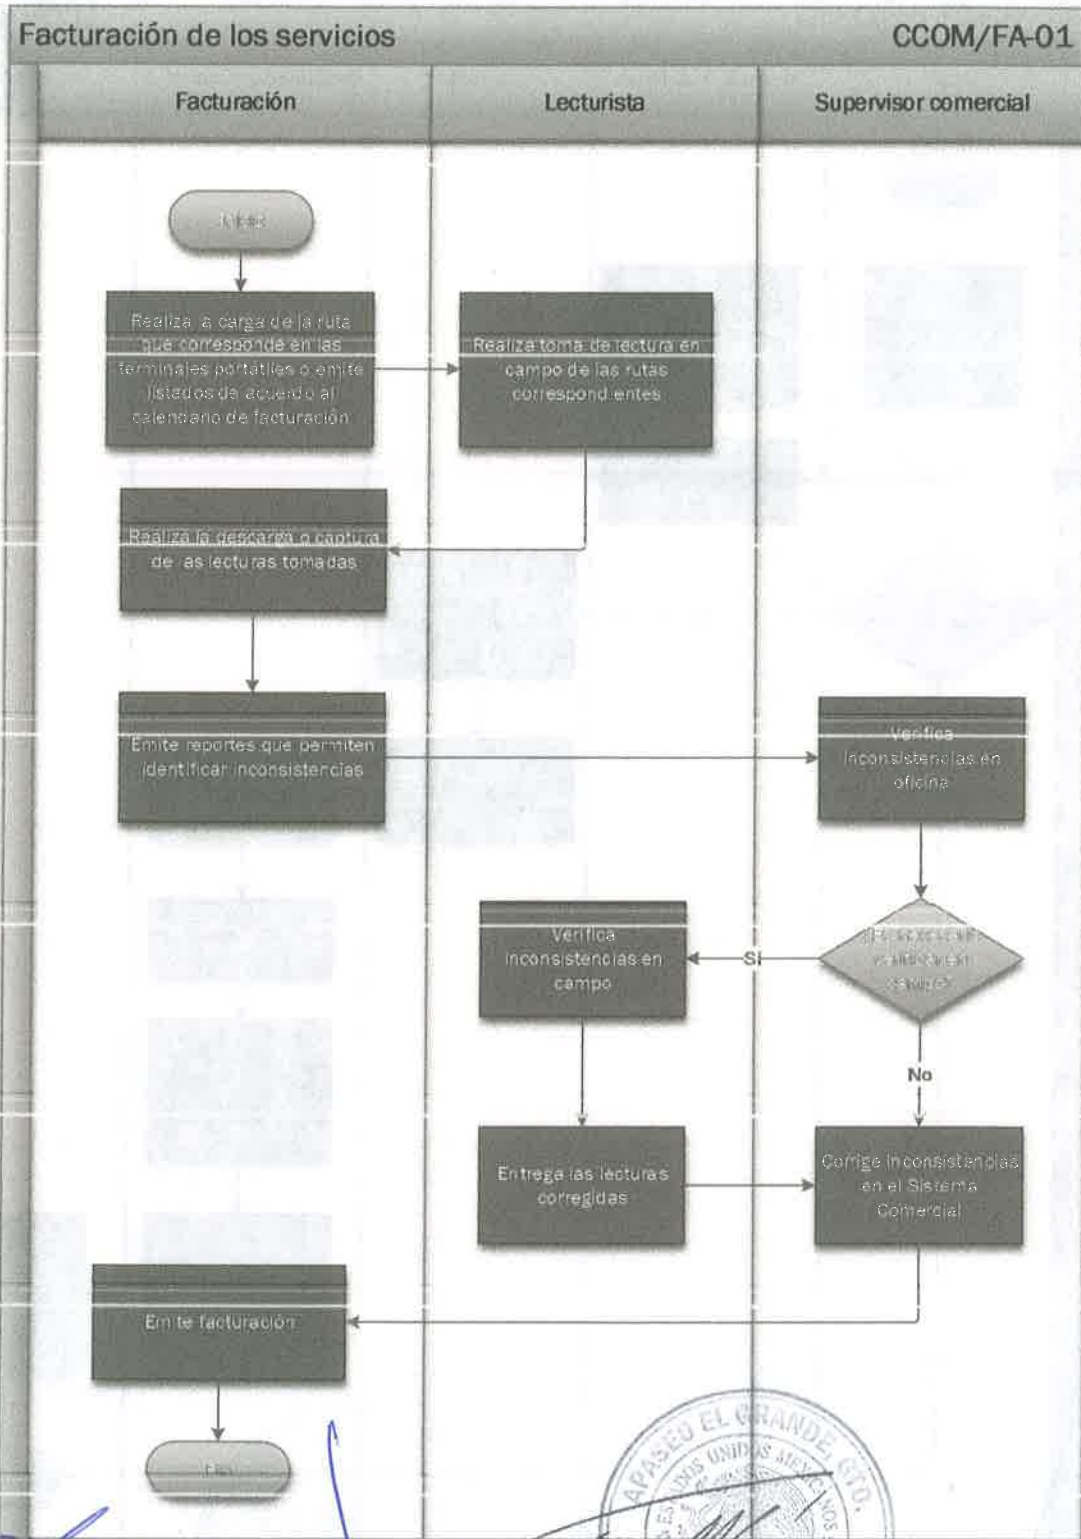 Facturación de los servicios CCOM/FA-01
Facturación Lecturista Supervisor comercial
Inicio
Realiza la carga de la ruta
que corresponde en las
terminales portátiles o emite
listados de acuerdo al
calendario de facturación
Realiza toma de lectura en
campo de las rutas
correspondientes
Realiza la descarga o captura
de las lecturas tomadas
Emite reportes que permiten
identificar inconsistencias
Verifica
inconsistencias en
oficina
Verifica
inconsistencias en
campo
Si
No
Entrega las lecturas
corregidas
Corrige inconsistencias
en el Sistema
Comercial
Emite facturación
Fin
APASEO EL GRANDE, GTO.
ESTADOS UNIDOS MEXICANOS